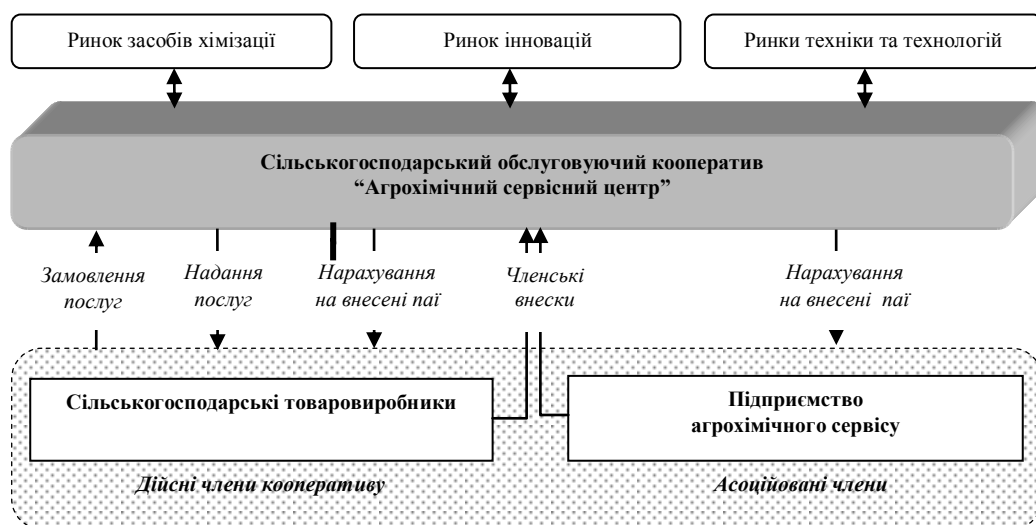 Ринок засобів хімізації
Ринок інновацій
Ринки техніки та технологій
Сільськогосподарський обслуговуючий кооператив
“Агрохімічний сервісний центр”
Замовлення
послуг
Надання
послуг
Нарахування
на внесені паї
Членські
внески
Нарахування
на внесені паї
Сільськогосподарські товаровиробники
Підприємство
агрохімічного сервісу
Дійсні члени кооперативу
Асоційовані члени